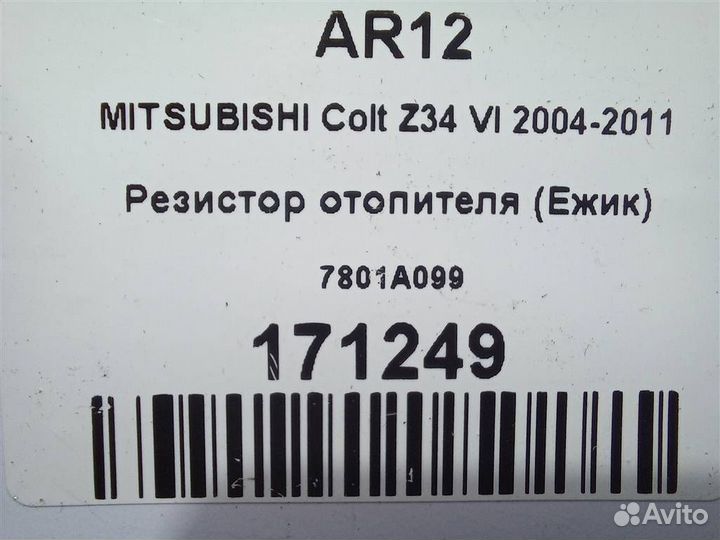 AR12
MITSUBISHI Colt Z34 VI 2004-2011
Резистор отопителя (Ежик)
7801A099
171249
Avito